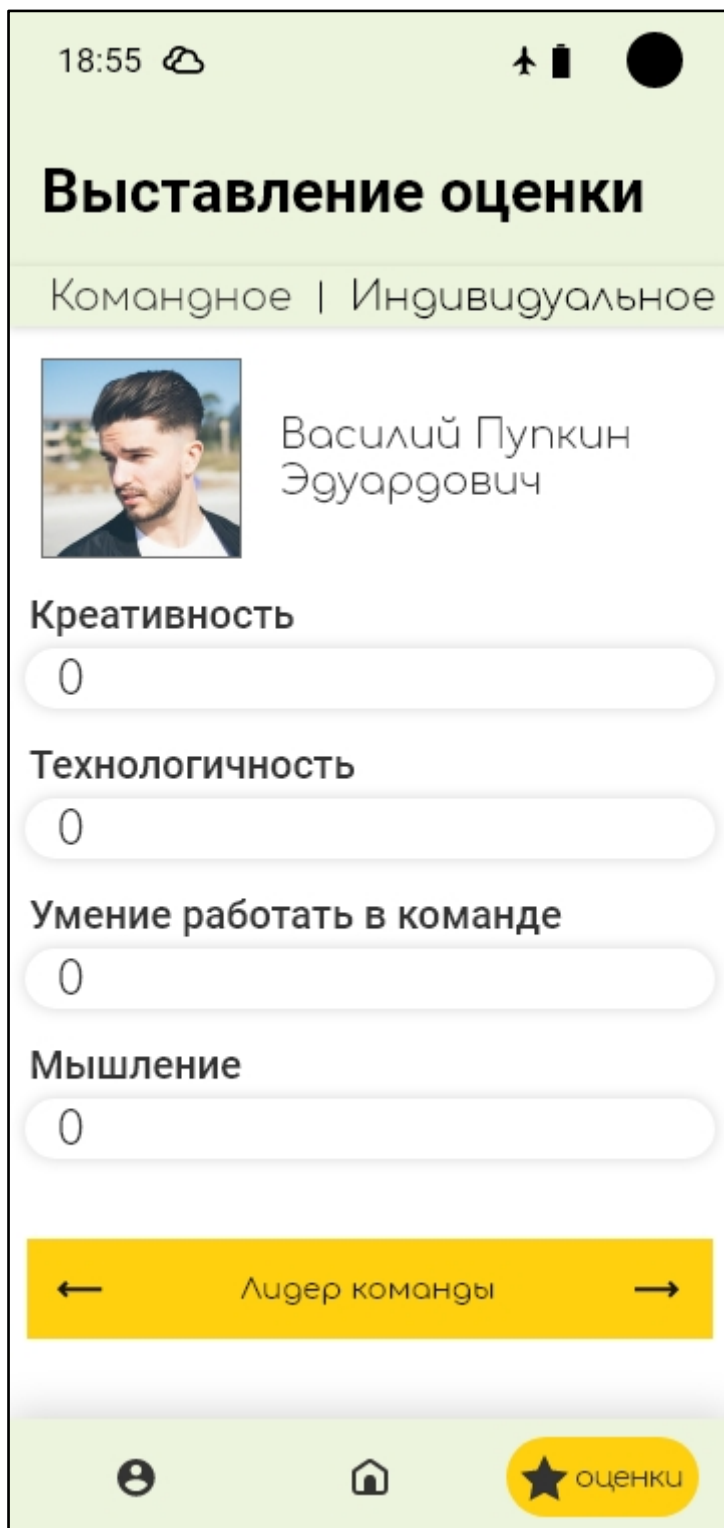 18:55
Выставление оценки
Командное | Индивидуальное
Василий Пупкин
Эдуардович
Креативность
0
Технологичность
0
Умение работать в команде
0
Мышление
0
← Лидер команды →
оценки